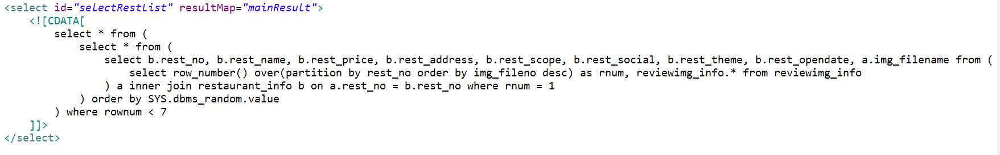 <select id="selectRestList" resultMap="mainResult">
<![CDATA[
select * from (
select * from (
select b.rest_no, b.rest_name, b.rest_price, b.rest_address, b.rest_scope, b.rest_social, b.rest_theme, b.rest_opendate, a.img_filename from (
select row_number() over(partition by rest_no order by img_fileno desc) as rnum, reviewimg_info.* from reviewimg_info
) a inner join restaurant_info b on a.rest_no = b.rest_no where rnum = 1
) order by SYS.dbms_random.value
) where rownum < 7
]]>
</select>